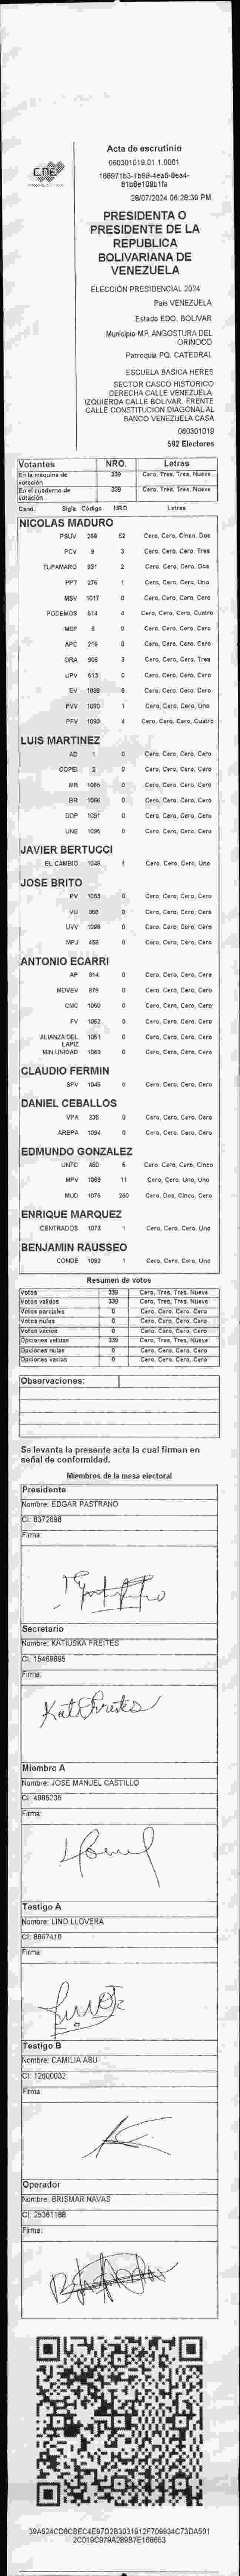 CNE
Acta de escrutinio
060301019.01.1.0001
28/07/2024 06:28:39 PM
PRESIDENTA O
PRESIDENTE DE LA
REPUBLICA
BOLIVARIANA DE
VENEZUELA
ELECCIÓN PRESIDENCIAL 2024
País VENEZUELA
Estado EDO. BOLIVAR
Municipio MP. ANGOSTURA DEL
ORINOCO
Parroquia PQ. CATEDRAL
ESCUELA BASICA HERES
SECTOR CASCO HISTORICO
DERECHA CALLE VENEZUELA.
IZQUIERDA CALLE BOLIVAR. FRENTE
CALLE CONSTITUCION DIAGONAL AL
BANCO VENEZUELA CASA
060301019
592 Electores
Votantes NRO. Letras
En la máquina de votación 339 Cero, Tres, Tres, Nueve
En el cuaderno de votación 339 Cero, Tres, Tres, Nueve
Cand. Sigla Código NRO. Letras
NICOLAS MADURO
PSUV 269 52 Cero, Cero, Cinco, Dos
PCV 9 3 Cero, Cero, Cero, Tres
TUPAMARO 931 2 Cero, Cero, Cero, Dos
PPT 276 1 Cero, Cero, Cero, Uno
MSV 1017 0 Cero, Cero, Cero, Cero
PODEMOS 514 4 Cero, Cero, Cero, Cuatro
MEP 5 0 Cero, Cero, Cero, Cero
APC 219 0 Cero, Cero, Cero, Cero
ORA 906 3 Cero, Cero, Cero, Tres
UPV 613 0 Cero, Cero, Cero, Cero
EV 1089 0 Cero, Cero, Cero, Cero
PVV 1090 1 Cero, Cero, Cero, Uno
PFV 1093 4 Cero, Cero, Cero, Cuatro
LUIS MARTINEZ
AD 1 0 Cero, Cero, Cero, Cero
COPEI 2 0 Cero, Cero, Cero, Cero
MR 0 Cero, Cero, Cero, Cero
BR 1066 0 Cero, Cero, Cero, Cero
DDP 1091 0 Cero, Cero, Cero, Cero
UNE 1095 0 Cero, Cero, Cero, Cero
JAVIER BERTUCCI
EL CAMBIO 1048 1 Cero, Cero, Cero, Uno
JOSE BRITO
PV 1053 0 Cero, Cero, Cero, Cero
VU 0 Cero, Cero, Cero, Cero
UVV 1096 0 Cero, Cero, Cero, Cero
MPJ 458 0 Cero, Cero, Cero, Cero
ANTONIO ECARRI
AP 814 0 Cero, Cero, Cero, Cero
MOVEV 879 0 Cero, Cero, Cero, Cero
CMC 1050 0 Cero, Cero, Cero, Cero
FV 1052 0 Cero, Cero, Cero, Cero
ALIANZA DEL LAPIZ 1051 0 Cero, Cero, Cero, Cero
MIN UNIDAD 1088 0 Cero, Cero, Cero, Cero
CLAUDIO FERMIN
SPV 1049 0 Cero, Cero, Cero, Cero
DANIEL CEBALLOS
VPA 236 0 Cero, Cero, Cero, Cero
AREPA 1094 0 Cero, Cero, Cero, Cero
EDMUNDO GONZALEZ
UNTC 460 5 Cero, Cero, Cero, Cinco
MPV 1069 11 Cero, Cero, Uno, Uno
MUD 1075 250 Cero, Dos, Cinco, Cero
ENRIQUE MARQUEZ
CENTRADOS 1073 1 Cero, Cero, Cero, Uno
BENJAMIN RAUSSEO
CONDE 1092 1 Cero, Cero, Cero, Uno
Resumen de votos
Votos 339 Cero, Tres, Tres, Nueve
Votos válidos 339 Cero, Tres, Tres, Nueve
Votos parciales 0 Cero, Cero, Cero, Cero
Votos nulos 0 Cero, Cero, Cero, Cero
Votos vacíos 0 Cero, Cero, Cero, Cero
Opciones válidas 339 Cero, Tres, Tres, Nueve
Opciones nulas 0 Cero, Cero, Cero, Cero
Opciones vacías 0 Cero, Cero, Cero, Cero
Observaciones:
Se levanta la presente acta la cual firman en
señal de conformidad.
Miembros de la mesa electoral
Presidente
Nombre: EDGAR PASTRANO
CI: 8372698
Firma:
Secretario
Nombre: KATIUSKA FREITES
CI: 15469895
Firma:
Miembro A
Nombre: JOSE MANUEL CASTILLO
CI: 4985236
Firma:
Testigo A
Nombre: LINO LLOVERA
CI: 8867410
Firma:
Testigo B
Nombre: CAMILIA ABU
CI: 12600032
Firma:
Operador
Nombre: BRISMAR NAVAS
CI: 25361188
Firma: